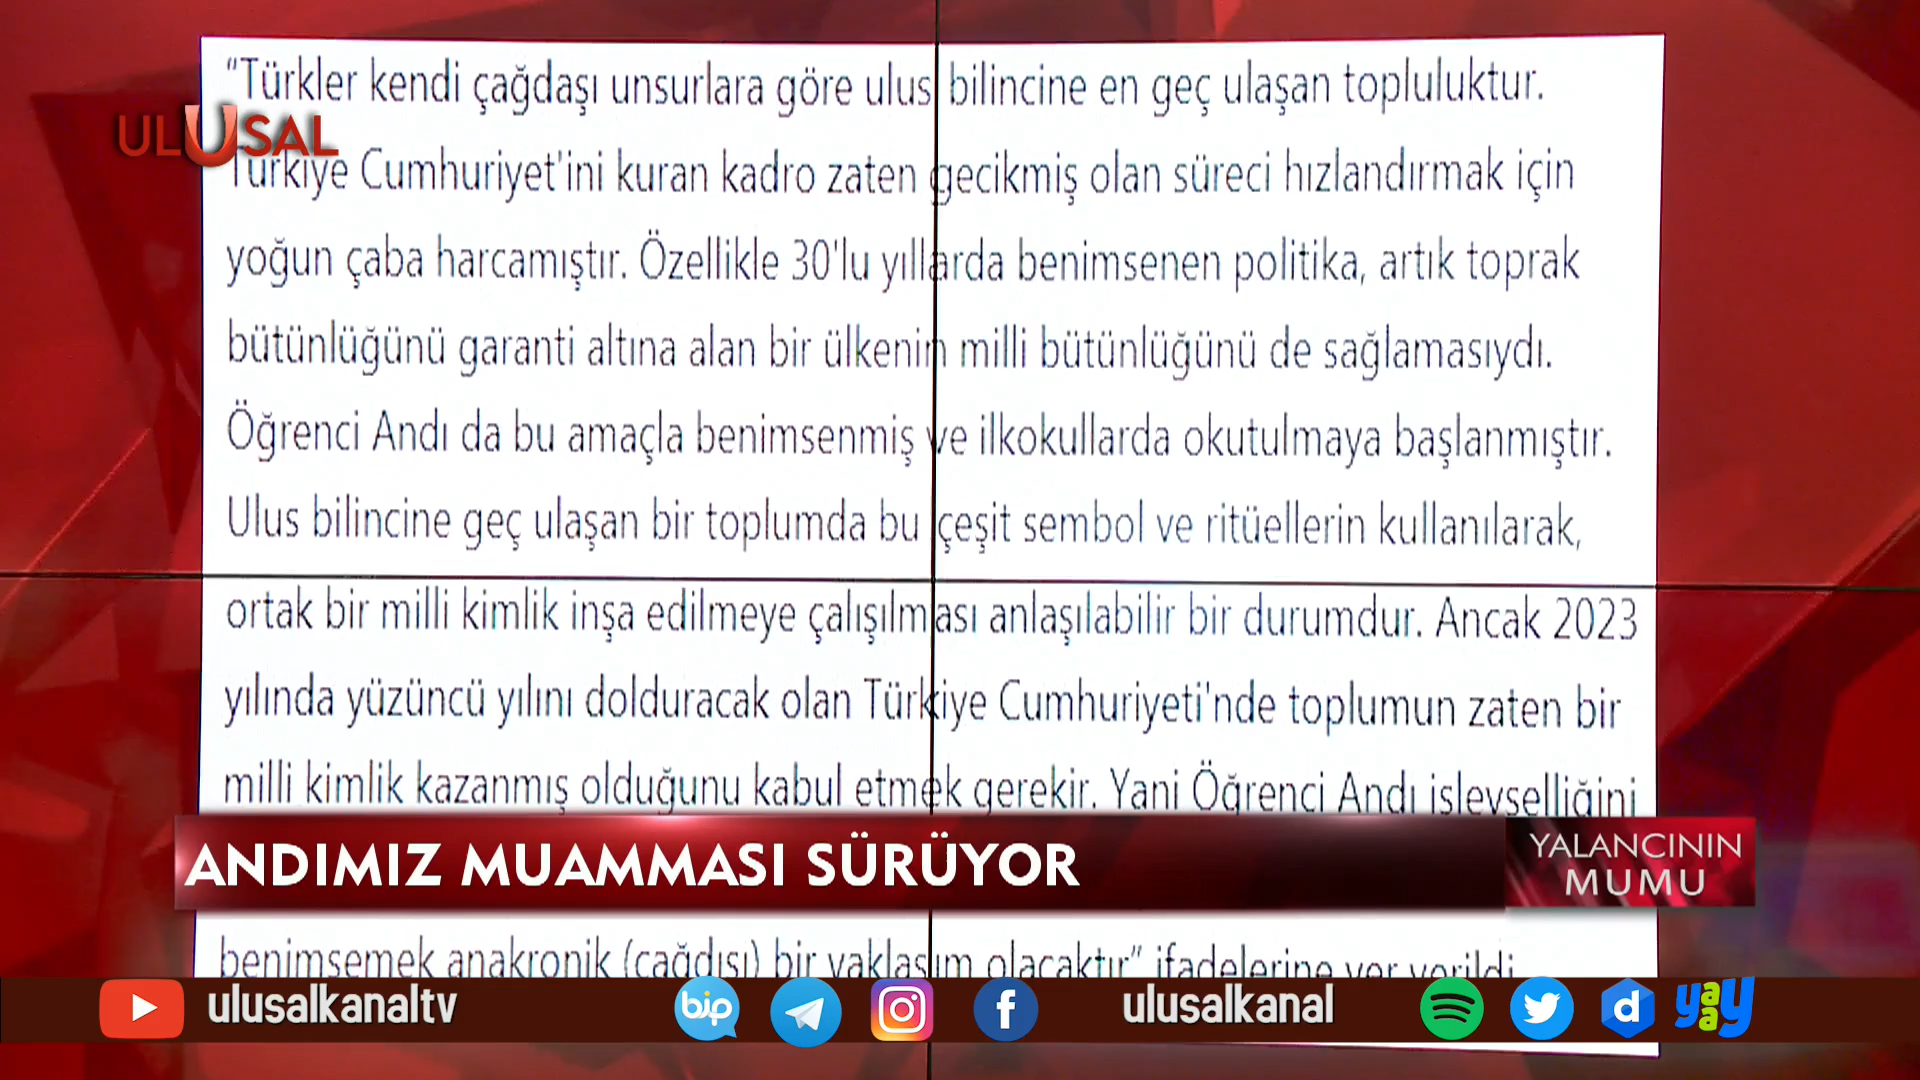 “Türkler kendi çağdaşı unsurlara göre ulus bilincine en geç ulaşan topluluktur.
ULUSAL
Türkiye Cumhuriyet'ini kuran kadro zaten gecikmiş olan süreci hızlandırmak için
yoğun çaba harcamıştır. Özellikle 30'lu yıllarda benimsenen politika, artık toprak
bütünlüğünü garanti altına alan bir ülkenin milli bütünlüğünü de sağlamasıydı.
Öğrenci Andı da bu amaçla benimsenmiş ve ilkokullarda okutulmaya başlanmıştır.
Ulus bilincine geç ulaşan bir toplumda bu çeşit sembol ve ritüellerin kullanılarak,
ortak bir milli kimlik inşa edilmeye çalışılması anlaşılabilir bir durumdur. Ancak 2023
yılında yüzüncü yılını dolduracak olan Türkiye Cumhuriyeti'nde toplumun zaten bir
milli kimlik kazanmış olduğunu kabul etmek gerekir. Yani Öğrenci Andı işlevselliğini
ANDIMIZ MUAMMASI SÜRÜYOR
YALANCININ
MUMU
benimsemek anakronik (çağdışı) bir yaklaşım olacaktır” ifadelerine yer verildi
ulusalkanaltv
bip
ulusalkanal
d
yaay